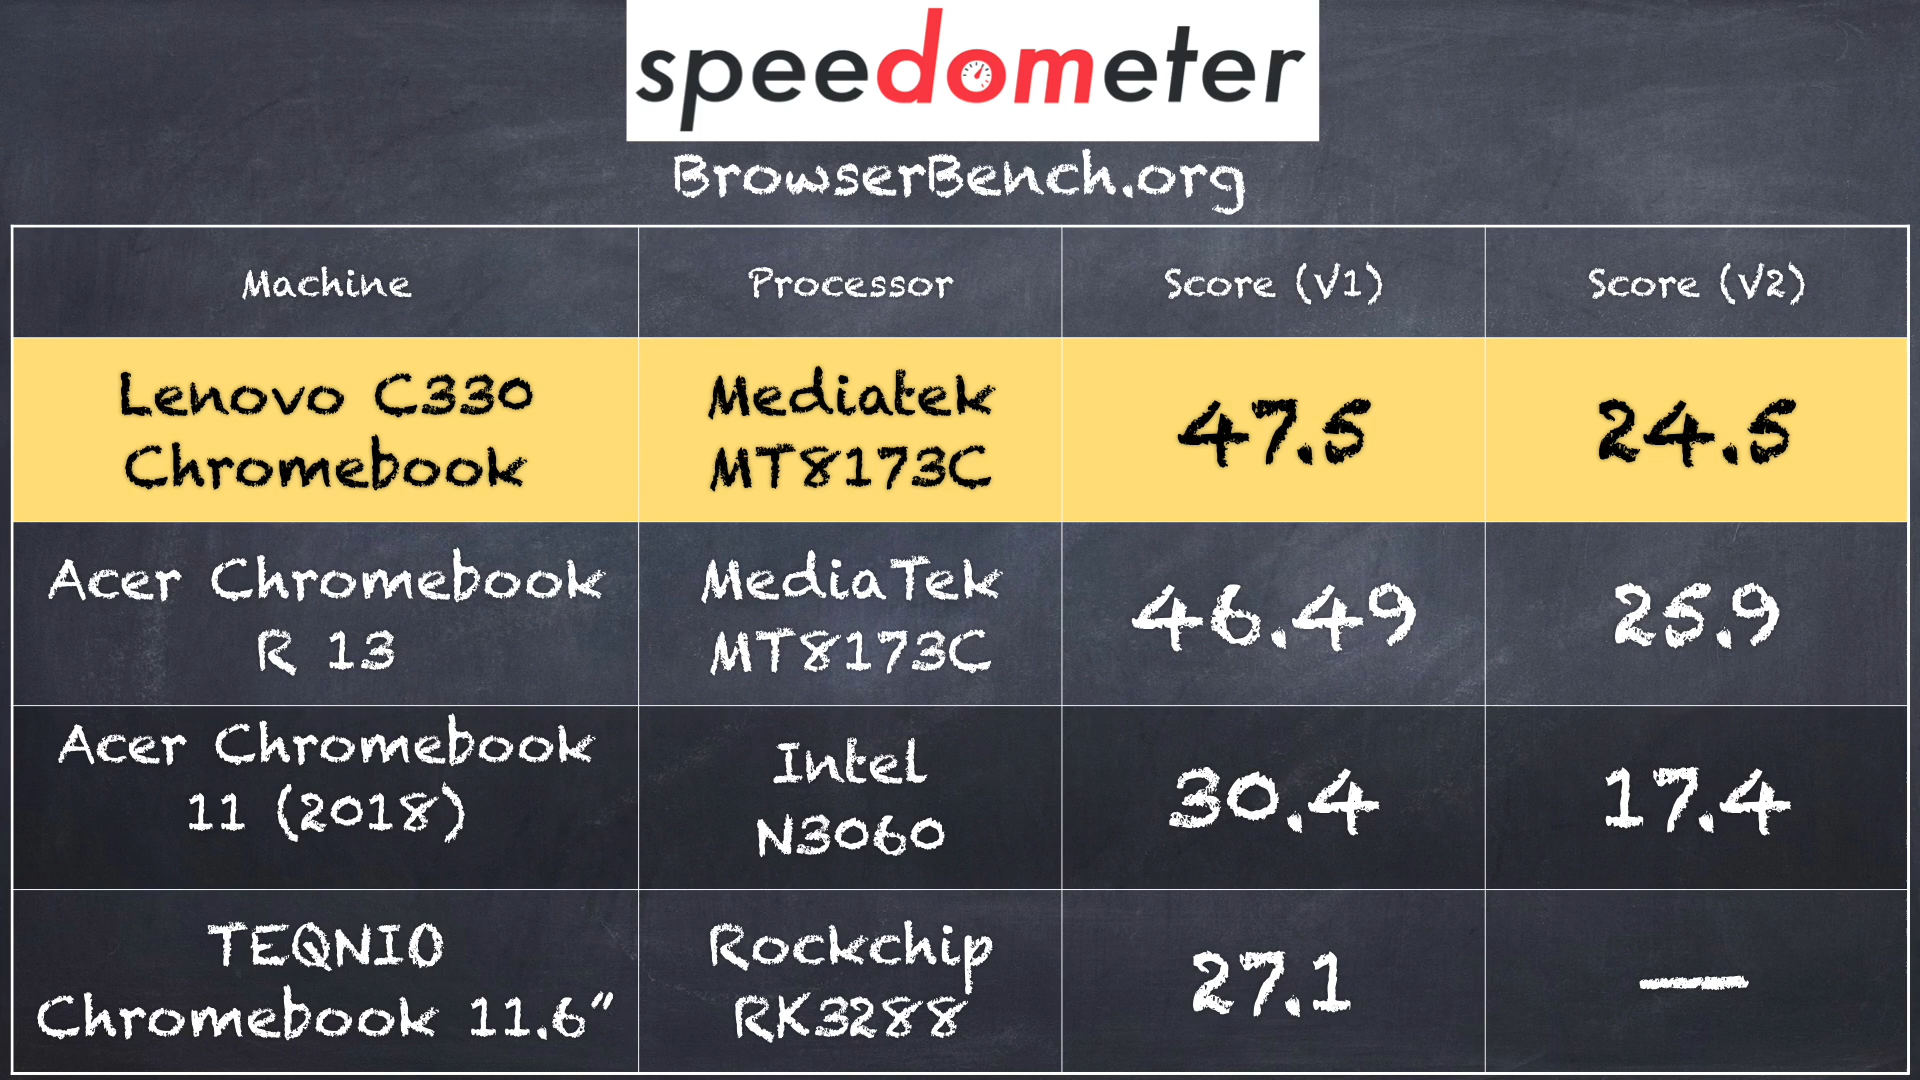 speedometer
BrowserBench.org
Machine Processor Score (V1) Score (V2)
Lenovo C330
Chromebook
Mediatek
MT8173C
47.5
24.5
Acer Chromebook
R 13
MediaTek
MT8173C
46.49
25.9
Acer Chromebook
11 (2018)
Intel
N3060
30.4
17.4
TEQNIO
Chromebook 11.6”
Rockchip
RK3288
27.1
—